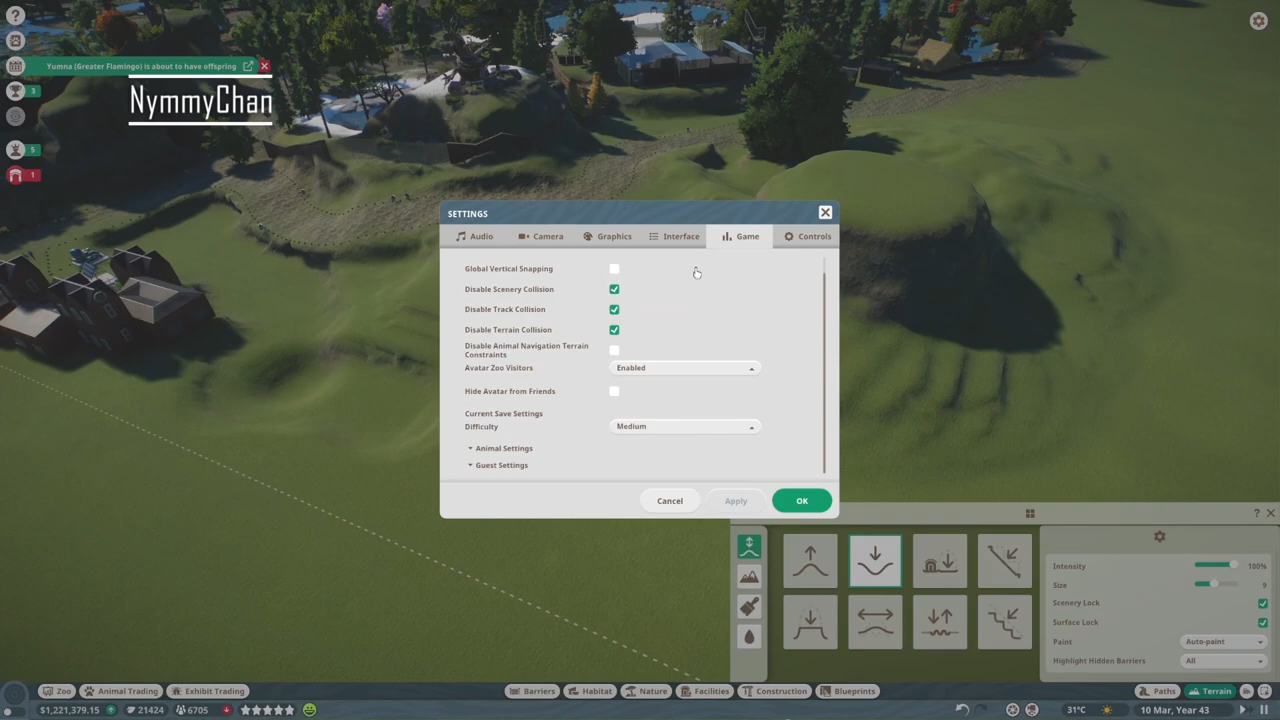 Yumna (Greater Flamingo) is about to have offspring
3
NymmyChan
5
1
SETTINGS
Audio
Camera
Graphics
Interface
Game
Controls
Global Vertical Snapping
Disable Scenery Collision
Disable Track Collision
Disable Terrain Collision
Disable Animal Navigation Terrain
Constraints
Avatar Zoo Visitors
Enabled
Hide Avatar from Friends
Current Save Settings
Difficulty
Medium
Animal Settings
Guest Settings
Cancel
Apply
OK
Intensity
100%
Size
9
Scenery Lock
Surface Lock
Paint
Auto-paint
Highlight Hidden Barriers
All
Zoo
Animal Trading
Exhibit Trading
Barriers
Habitat
Nature
Facilities
Construction
Blueprints
Paths
Terrain
$1,221,379.15
21424
6705
31°C
10 Mar, Year 43